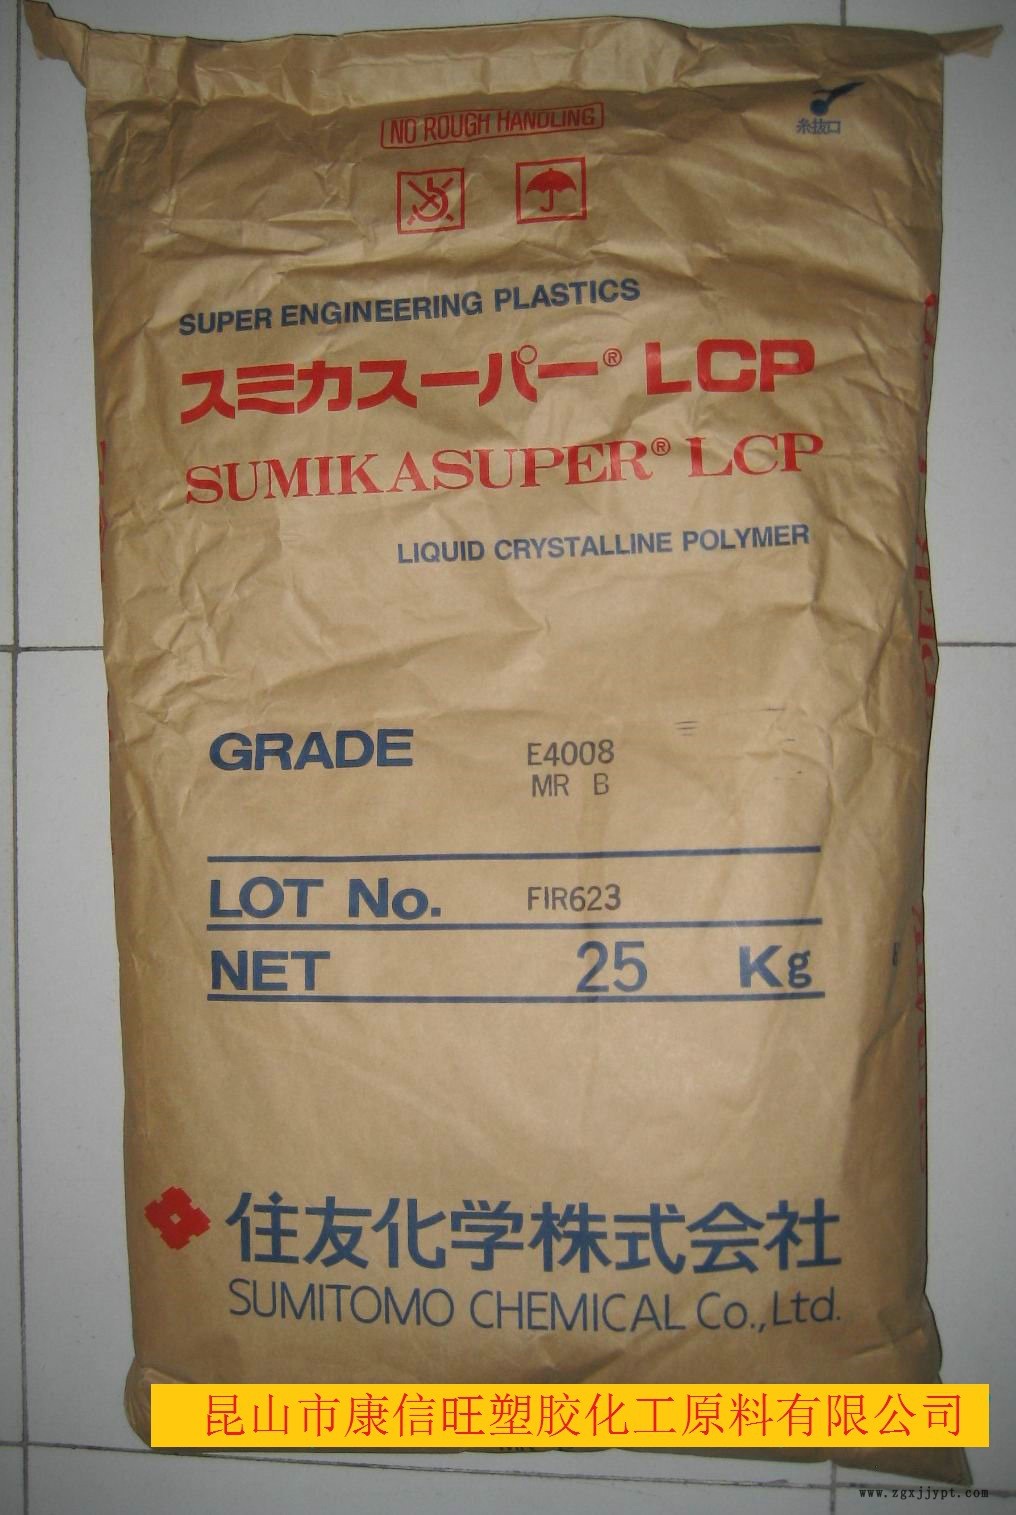 NO ROUGH HANDLING
糸抜口
SUPER ENGINEERING PLASTICS
スミカスーパー® LCP
SUMIKASUPER® LCP
LIQUID CRYSTALLINE POLYMER
GRADE E4008
MR B
LOT No. FIR623
NET 25 Kg
住友化学株式会社
SUMITOMO CHEMICAL Co., Ltd.
昆山市康信旺塑胶化工原料有限公司
www.zgxjjypt.com